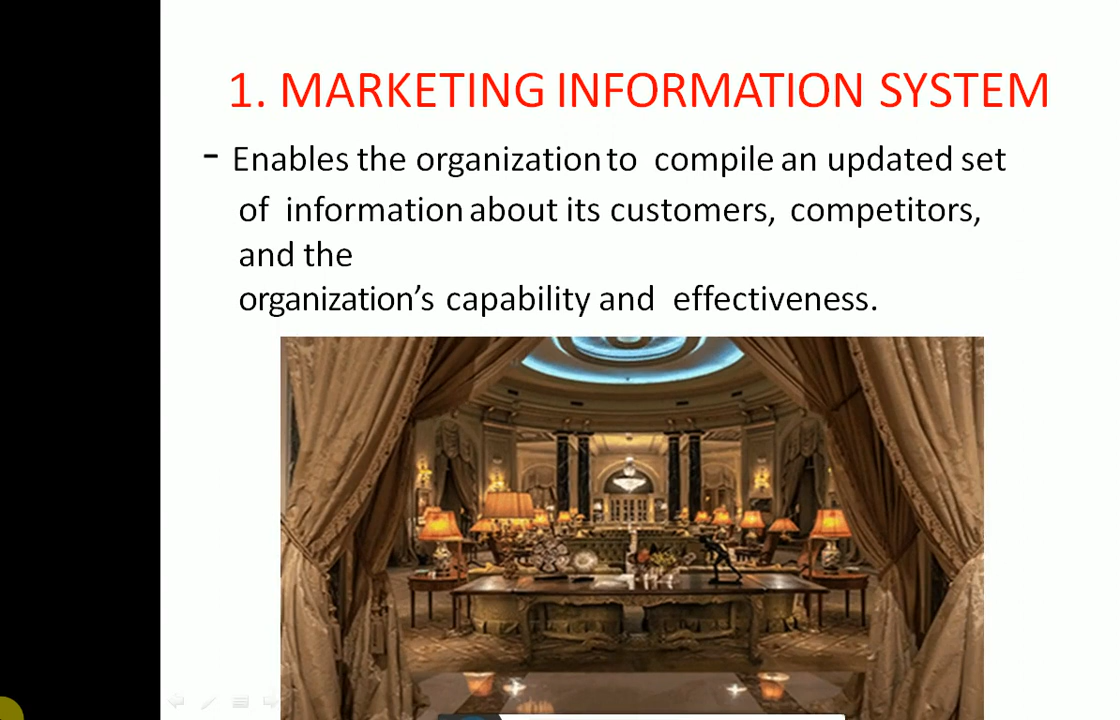 1. MARKETING INFORMATION SYSTEM
- Enables the organization to compile an updated set
of information about its customers, competitors,
and the
organization’s capability and effectiveness.